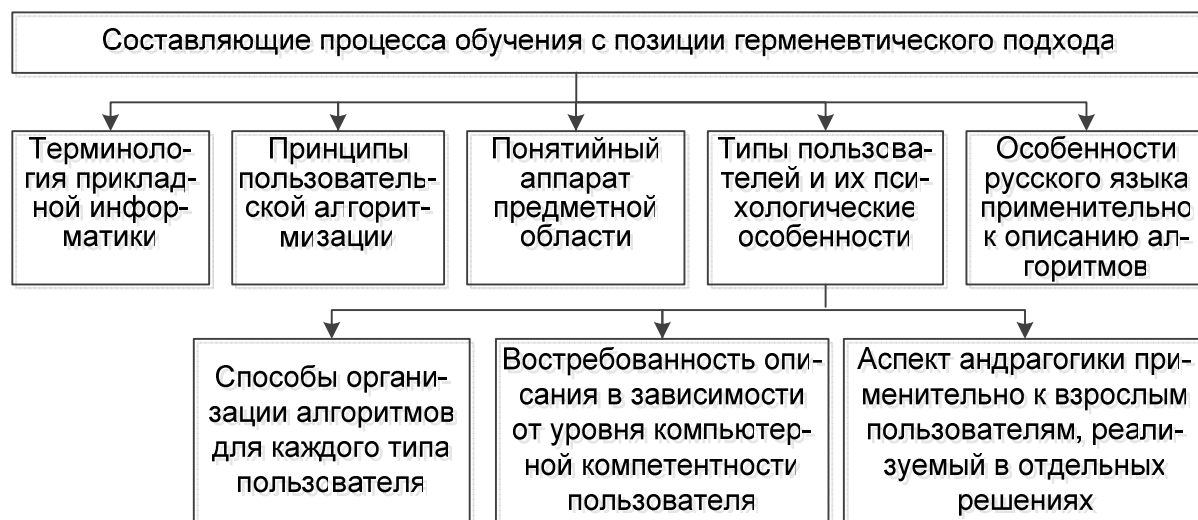 Составляющие процесса обучения с позиции герменевтического подхода
Терминоло-
гия приклад-
ной инфор-
матики
Принципы
пользователь-
ской алгорит-
мизации
Понятийный
аппарат
предметной
области
Типы пользова-
телей и их пси-
хологические
особенности
Особенности
русского языка
применительно
к описанию ал-
горитмов
Способы органи-
зации алгоритмов
для каждого типа
пользователя
Востребованность опи-
сания в зависимости
от уровня компьютер-
ной компетентности
пользователя
Аспект андрагогики при-
менительно к взрослым
пользователям, реали-
зуемый в отдельных
решениях